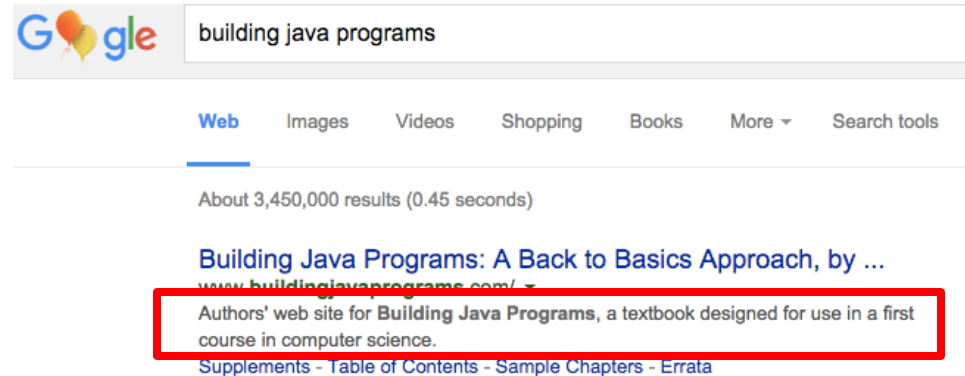 Google
building java programs
Web Images Videos Shopping Books More Search tools
About 3,450,000 results (0.45 seconds)
Building Java Programs: A Back to Basics Approach, by ...
www.buildingjavaprograms.com/
Authors' web site for Building Java Programs, a textbook designed for use in a first
course in computer science.
Supplements - Table of Contents - Sample Chapters - Errata